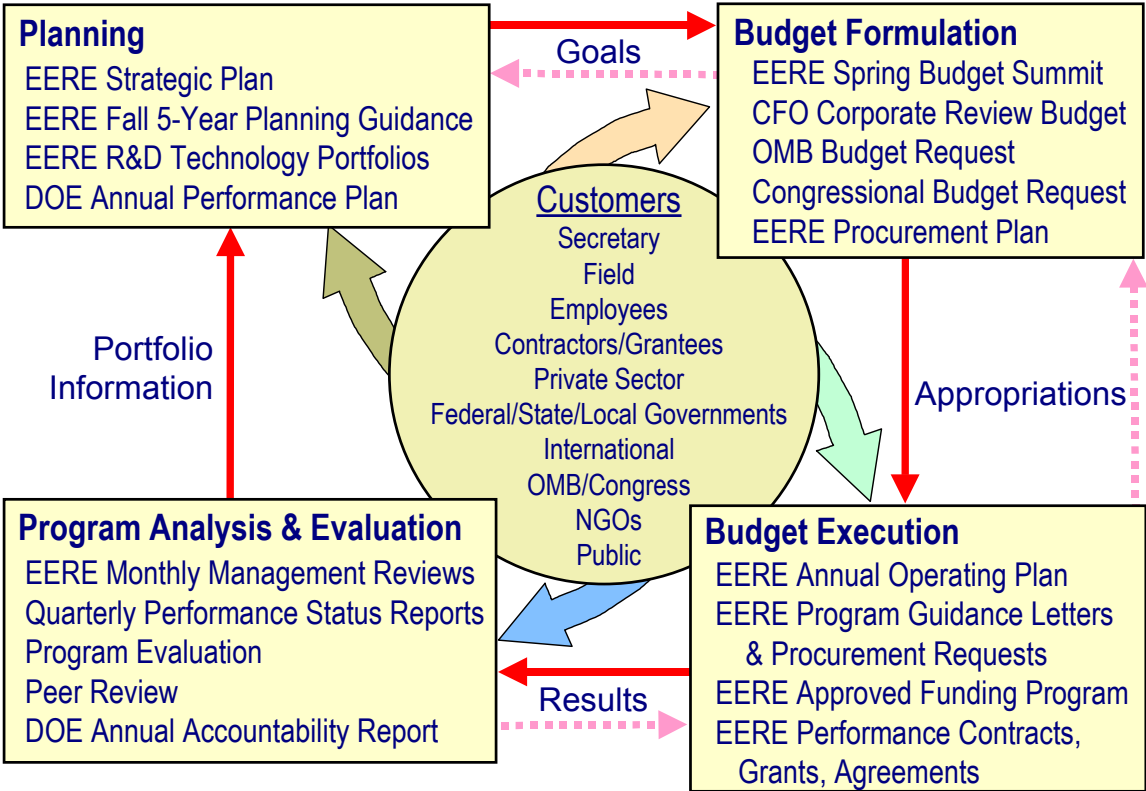 Planning
EERE Strategic Plan
EERE Fall 5-Year Planning Guidance
EERE R&D Technology Portfolios
DOE Annual Performance Plan
Goals
Budget Formulation
EERE Spring Budget Summit
CFO Corporate Review Budget
OMB Budget Request
Congressional Budget Request
EERE Procurement Plan
Customers
Secretary
Field
Employees
Contractors/Grantees
Private Sector
Federal/State/Local Governments
International
OMB/Congress
NGOs
Public
Portfolio
Information
Appropriations
Program Analysis & Evaluation
EERE Monthly Management Reviews
Quarterly Performance Status Reports
Program Evaluation
Peer Review
DOE Annual Accountability Report
Results
Budget Execution
EERE Annual Operating Plan
EERE Program Guidance Letters
& Procurement Requests
EERE Approved Funding Program
EERE Performance Contracts,
Grants, Agreements